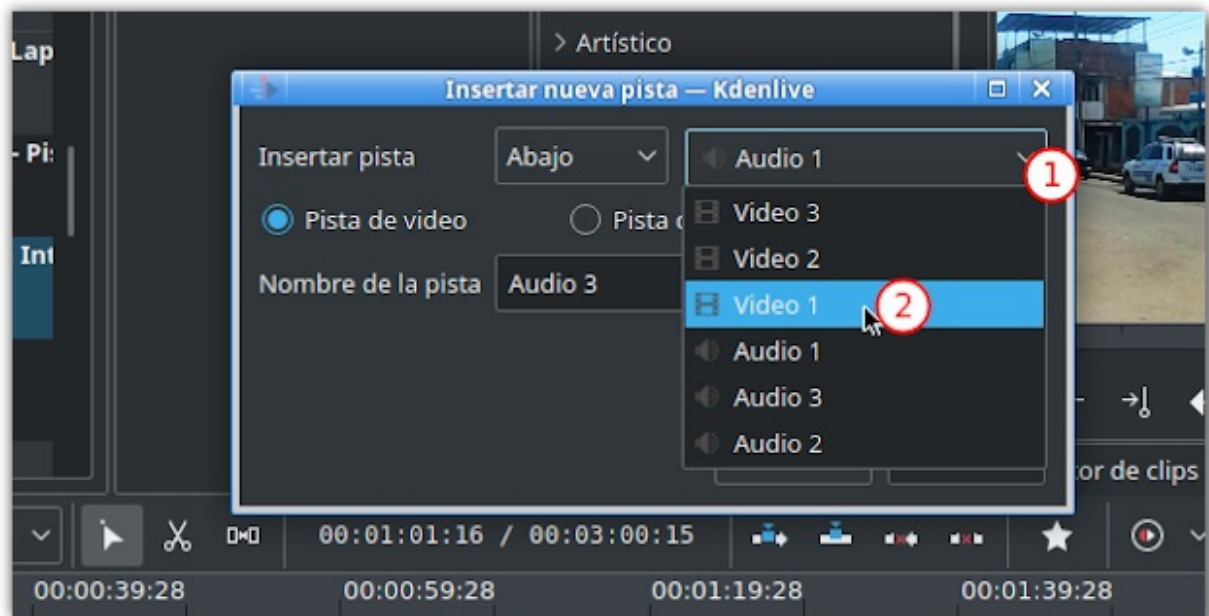 Lap
> Artístico
Insertar nueva pista — Kdenlive
- Pis
Insertar pista
Abajo
Audio 1
1
Video 3
Pista de video
Pista
Video 2
Int
Nombre de la pista
Audio 3
Video 1
2
Audio 1
Audio 3
Audio 2
or de clips
00:01:01:16 / 00:03:00:15
00:00:39:28
00:00:59:28
00:01:19:28
00:01:39:28